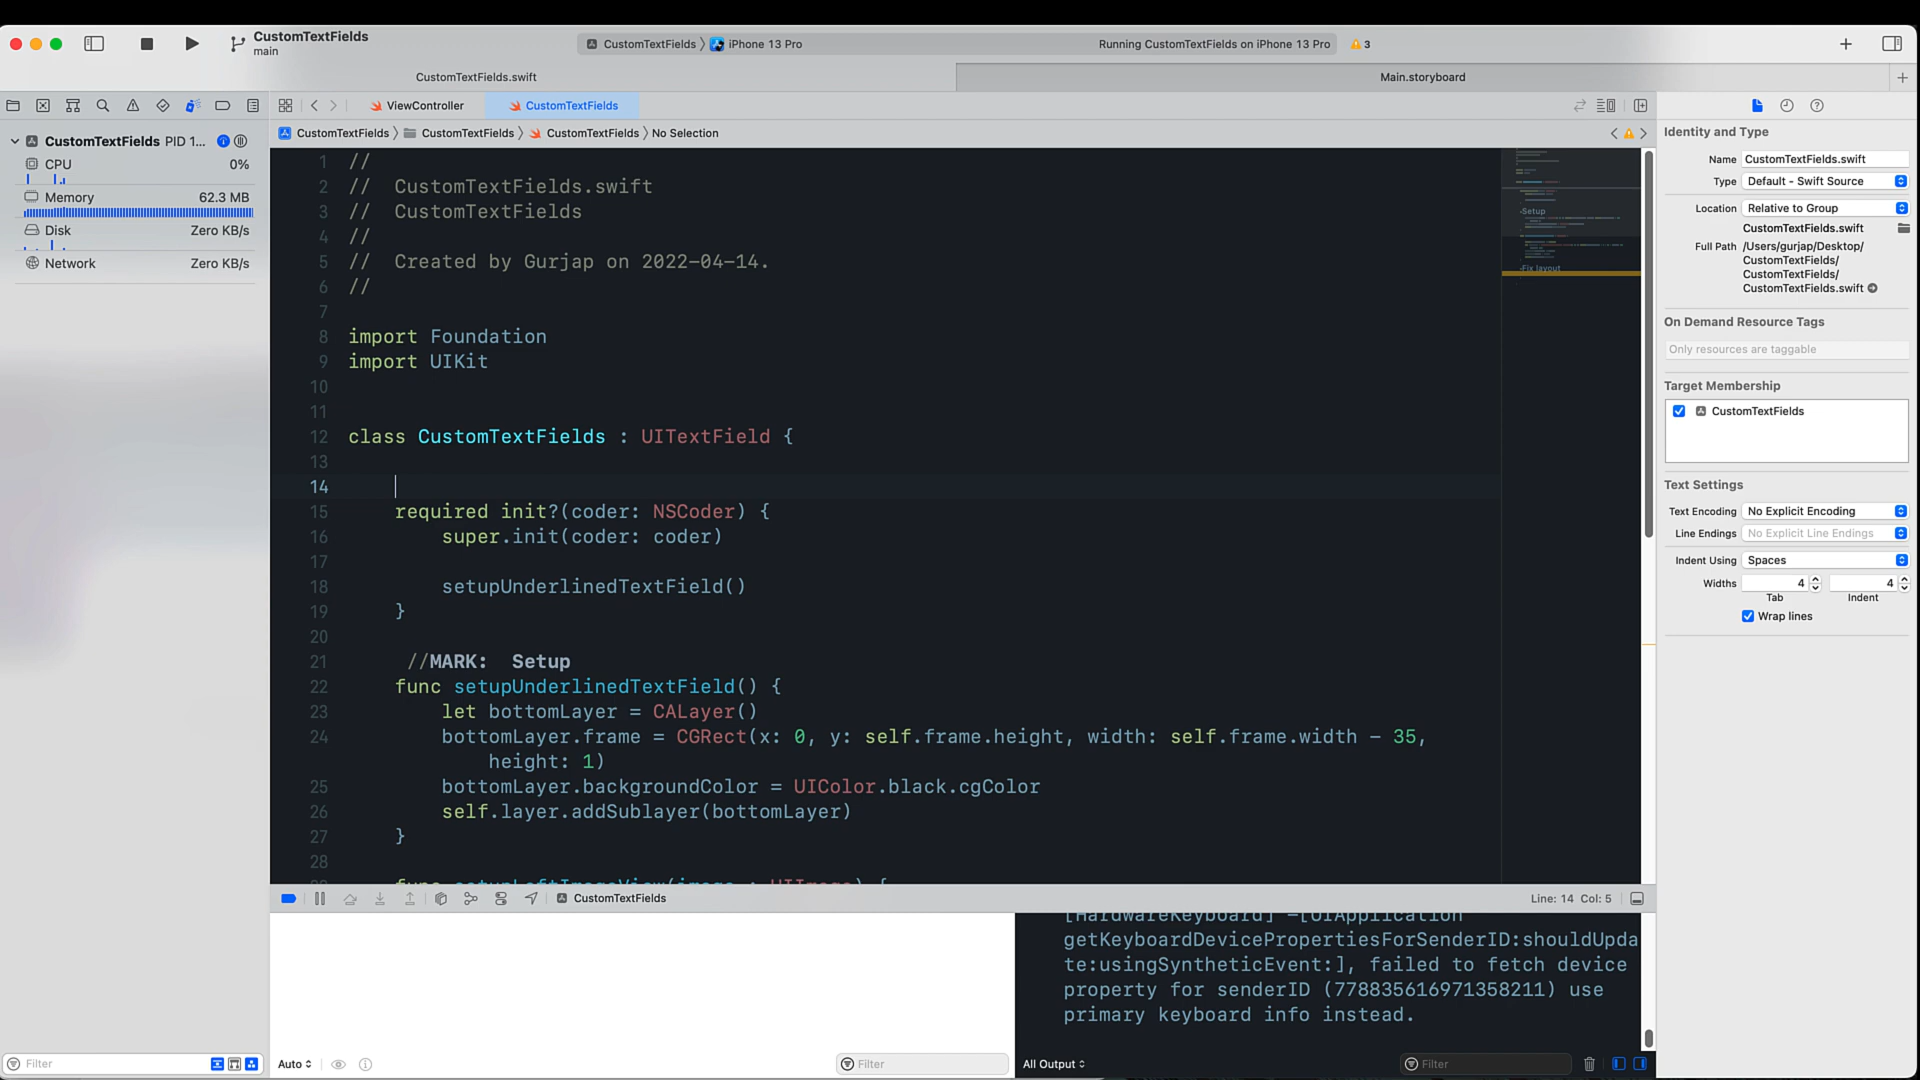 CustomTextFields
main
CustomTextFields 〉 iPhone 13 Pro
Running CustomTextFields on iPhone 13 Pro
3
CustomTextFields.swift
Main.storyboard
ViewController
CustomTextFields
CustomTextFields 〉 CustomTextFields 〉 CustomTextFields 〉 No Selection
CustomTextFields PID 1...
CPU 0%
Memory 62.3 MB
Disk Zero KB/s
Network Zero KB/s
1 //
2 //  CustomTextFields.swift
3 //  CustomTextFields
4 //
5 //  Created by Gurjap on 2022-04-14.
6 //
7
8 import Foundation
9 import UIKit
10
11
12 class CustomTextFields : UITextField {
13
14
15     required init?(coder: NSCoder) {
16         super.init(coder: coder)
17
18         setupUnderlinedTextField()
19     }
20
21      //MARK:  Setup
22     func setupUnderlinedTextField() {
23         let bottomLayer = CALayer()
24         bottomLayer.frame = CGRect(x: 0, y: self.frame.height, width: self.frame.width - 35,
height: 1)
25         bottomLayer.backgroundColor = UIColor.black.cgColor
26         self.layer.addSublayer(bottomLayer)
27     }
28
func setupLeftImageView(image : UIImage) {
Setup
Fix layout
Identity and Type
Name CustomTextFields.swift
Type Default - Swift Source
Location Relative to Group
CustomTextFields.swift
Full Path /Users/gurjap/Desktop/
CustomTextFields/
CustomTextFields/
CustomTextFields.swift
On Demand Resource Tags
Only resources are taggable
Target Membership
CustomTextFields
Text Settings
Text Encoding No Explicit Encoding
Line Endings No Explicit Line Endings
Indent Using Spaces
Widths 4 4
Tab Indent
Wrap lines
CustomTextFields
Line: 14 Col: 5
[HardwareKeyboard] -[UIApplication
getKeyboardDevicePropertiesForSenderID:shouldUpda
te:usingSyntheticEvent:], failed to fetch device
property for senderID (778835616971358211) use
primary keyboard info instead.
Filter
Auto
Filter
All Output
Filter